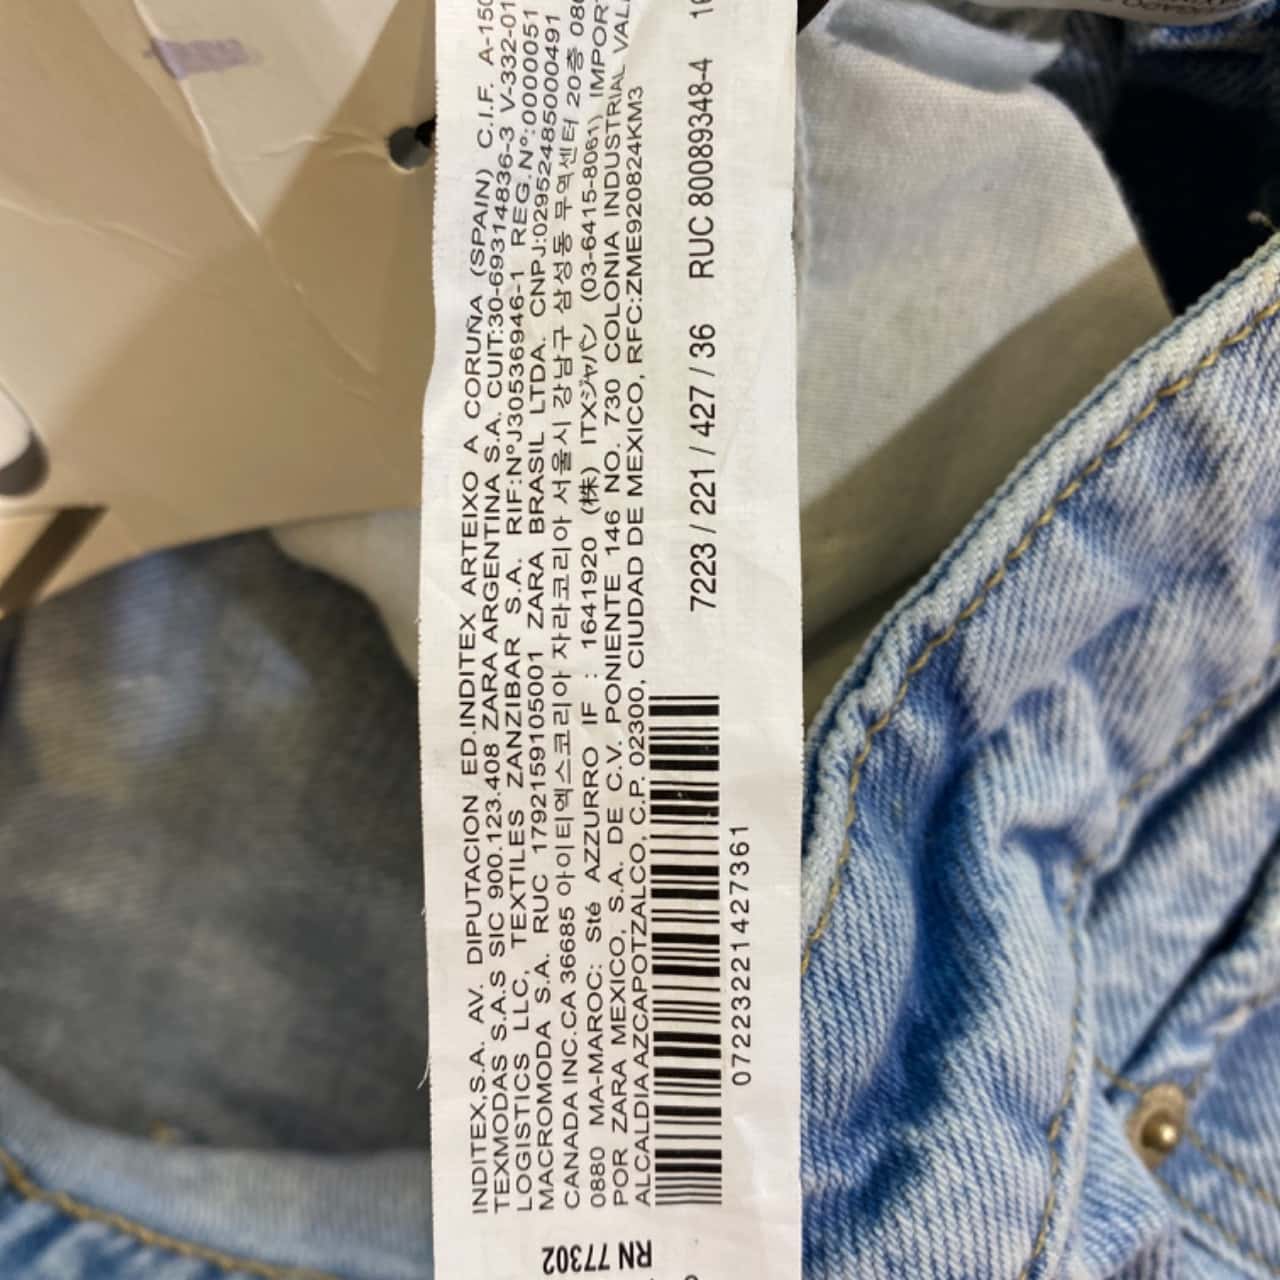 INDITEX,S.A. AV. DIPUTACION ED.INDITEX ARTEIXO A CORUÑA (SPAIN) C.I.F.
TEXMODAS S.A.S SIC 900.123.408 ZARA ARGENTINA S.A. CUIT:30-69314836-3 V-332-01
LOGISTICS LLC, TEXTILES ZANZIBAR S.A. RIF:N°J30536946-1 REG.N°:0000051
MACROMODA S.A. RUC 1792159105001 ZARA BRASIL LTDA. CNPJ:02952485000491
CANADA INC.CA 36685 아이티엑스코리아 자라코리아 서울시 강남구 삼성동 무역센터 20층
0880 MA-MAROC: Sté AZZURRO IF : 1641920 (株) ITXジャパン (03-6415-8061)
POR ZARA MEXICO, S.A. DE C.V. PONIENTE 146 NO. 730 COLONIA INDUSTRIAL
ALCALDIA AZCAPOTZALCO, C.P. 02300, CIUDAD DE MEXICO, RFC:ZME920824KM3
7223 / 221 / 427 / 36 RUC 80089348-4
07223221427361
RN 77302